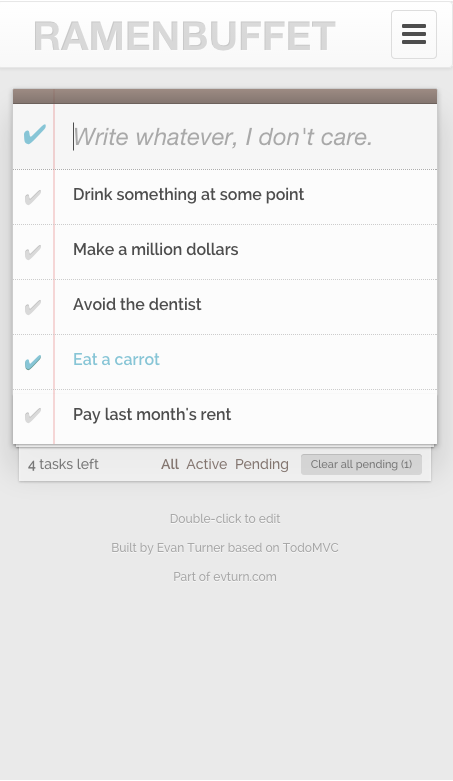 RAMENBUFFET
Write whatever, I don't care.
Drink something at some point
Make a million dollars
Avoid the dentist
Eat a carrot
Pay last month's rent
4 tasks left All Active Pending Clear all pending (1)
Double-click to edit
Built by Evan Turner based on TodoMVC
Part of evturn.com